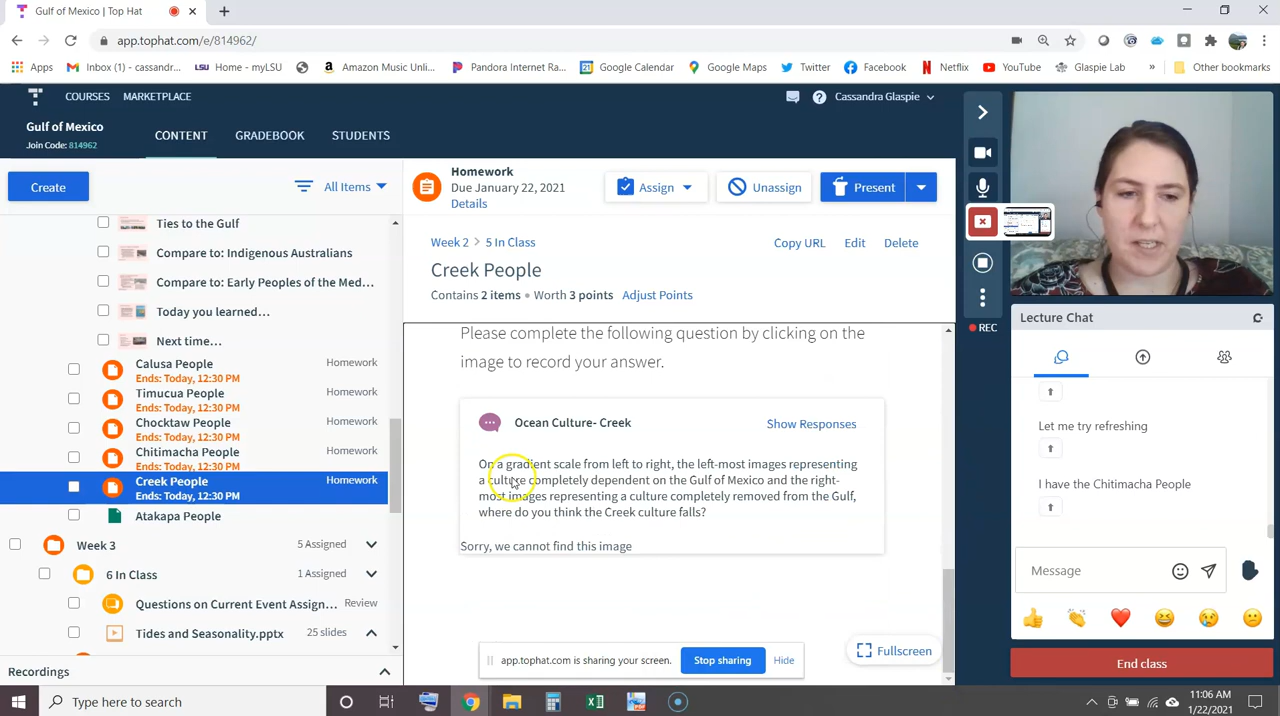 Gulf of Mexico | Top Hat
app.tophat.com/e/814962/
Apps
Inbox (1) - cassandr...
LSU Home - myLSU
Amazon Music Unli...
Pandora Internet Ra...
Google Calendar
Google Maps
Twitter
Facebook
Netflix
YouTube
Glaspie Lab
»
Other bookmarks
COURSES
MARKETPLACE
Cassandra Glaspie
Gulf of Mexico
Join Code: 814962
CONTENT
GRADEBOOK
STUDENTS
Create
All Items
Ties to the Gulf
Compare to: Indigenous Australians
Compare to: Early Peoples of the Med...
Today you learned...
Next time...
Calusa People Homework
Ends: Today, 12:30 PM
Timucua People Homework
Ends: Today, 12:30 PM
Chocktaw People Homework
Ends: Today, 12:30 PM
Chitimacha People Homework
Ends: Today, 12:30 PM
Creek People Homework
Ends: Today, 12:30 PM
Atakapa People
Week 3 5 Assigned
6 In Class 1 Assigned
Questions on Current Event Assign... Review
Tides and Seasonality.pptx 25 slides
Recordings
Homework
Due January 22, 2021
Details
Assign
Unassign
Present
Week 2 > 5 In Class
Copy URL
Edit
Delete
Creek People
Contains 2 items • Worth 3 points Adjust Points
Please complete the following question by clicking on the
image to record your answer.
Ocean Culture- Creek
Show Responses
On a gradient scale from left to right, the left-most images representing
a culture completely dependent on the Gulf of Mexico and the right-
most images representing a culture completely removed from the Gulf,
where do you think the Creek culture falls?
Sorry, we cannot find this image
Fullscreen
app.tophat.com is sharing your screen.
Stop sharing
Hide
REC
Lecture Chat
Let me try refreshing
I have the Chitimacha People
Message
End class
Type here to search
11:06 AM
1/22/2021